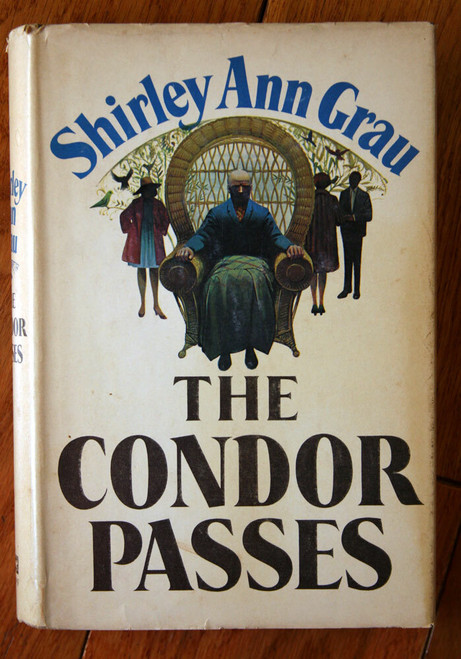 Shirley Ann Grau
THE
CONDOR
PASSES